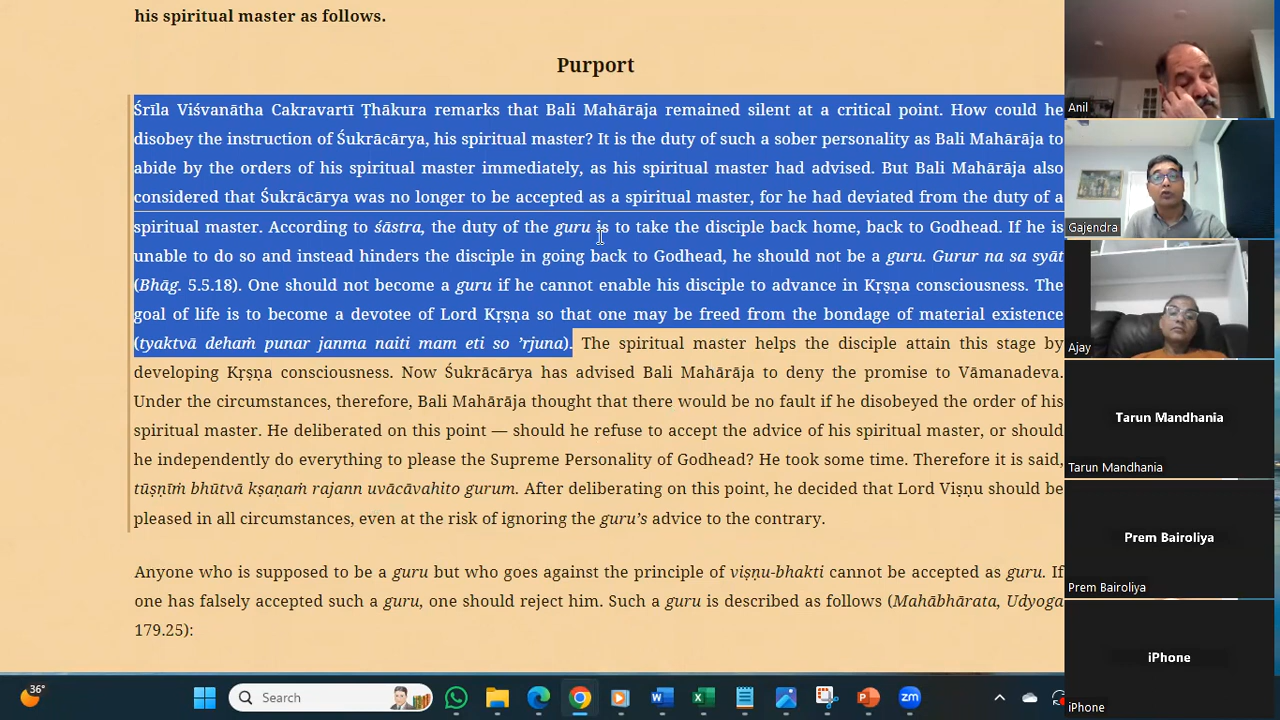 his spiritual master as follows.
Purport
Śrīla Viśvanātha Cakravartī Ṭhākura remarks that Bali Mahārāja remained silent at a critical point. How could he
disobey the instruction of Śukrācārya, his spiritual master? It is the duty of such a sober personality as Bali Mahārāja to
abide by the orders of his spiritual master immediately, as his spiritual master had advised. But Bali Mahārāja also
considered that Śukrācārya was no longer to be accepted as a spiritual master, for he had deviated from the duty of a
spiritual master. According to śāstra, the duty of the guru is to take the disciple back home, back to Godhead. If he is
unable to do so and instead hinders the disciple in going back to Godhead, he should not be a guru. Gurur na sa syāt
(Bhāg. 5.5.18). One should not become a guru if he cannot enable his disciple to advance in Kṛṣṇa consciousness. The
goal of life is to become a devotee of Lord Kṛṣṇa so that one may be freed from the bondage of material existence
(tyaktvā dehaṁ punar janma naiti mam eti so ’rjuna). The spiritual master helps the disciple attain this stage by
developing Kṛṣṇa consciousness. Now Śukrācārya has advised Bali Mahārāja to deny the promise to Vāmanadeva.
Under the circumstances, therefore, Bali Mahārāja thought that there would be no fault if he disobeyed the order of his
spiritual master. He deliberated on this point — should he refuse to accept the advice of his spiritual master, or should
he independently do everything to please the Supreme Personality of Godhead? He took some time. Therefore it is said,
tūṣṇīṁ bhūtvā kṣaṇaṁ rajann uvācāvahito gurum. After deliberating on this point, he decided that Lord Viṣṇu should be
pleased in all circumstances, even at the risk of ignoring the guru’s advice to the contrary.
Anyone who is supposed to be a guru but who goes against the principle of viṣṇu-bhakti cannot be accepted as guru. If
one has falsely accepted such a guru, one should reject him. Such a guru is described as follows (Mahābhārata, Udyoga
179.25):
Anil
Gajendra
Ajay
Tarun Mandhania
Tarun Mandhania
Prem Bairoliya
Prem Bairoliya
iPhone
iPhone
36°
Search
zm